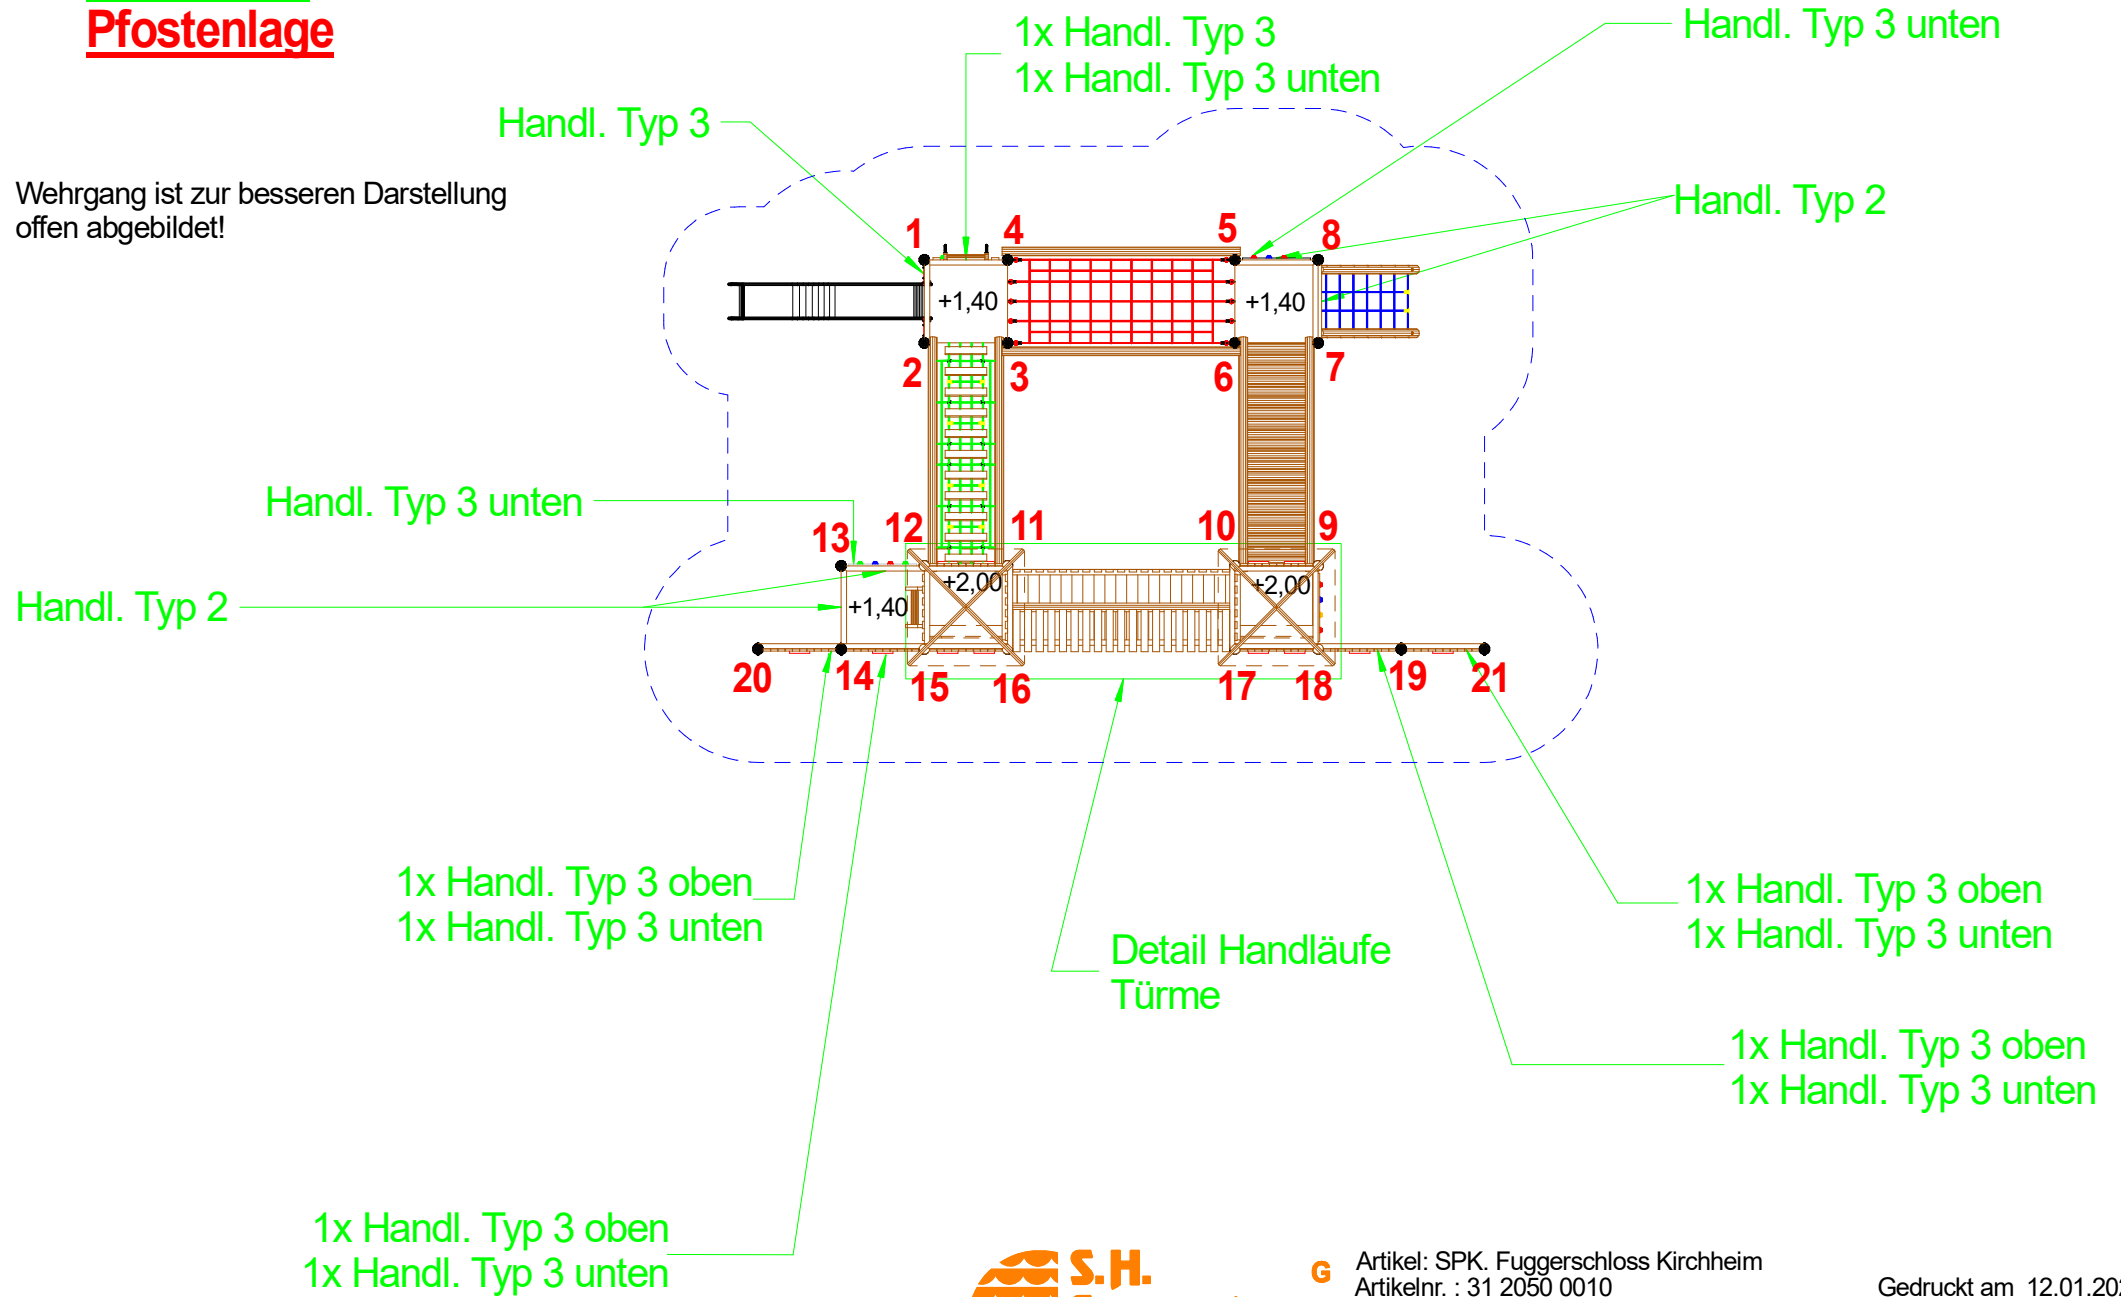 Pfostenlage
1x Handl. Typ 3
1x Handl. Typ 3 unten
Handl. Typ 3 unten
Handl. Typ 3
Wehrgang ist zur besseren Darstellung
offen abgebildet!
Handl. Typ 2
1
4
5
8
+1,40
+1,40
2
3
6
7
Handl. Typ 3 unten
13
12
11
10
9
+2,00
+2,00
Handl. Typ 2
+1,40
20
14
15
16
17
18
19
21
1x Handl. Typ 3 oben
1x Handl. Typ 3 unten
1x Handl. Typ 3 oben
1x Handl. Typ 3 unten
Detail Handläufe
Türme
1x Handl. Typ 3 oben
1x Handl. Typ 3 unten
1x Handl. Typ 3 oben
1x Handl. Typ 3 unten
S.H.
G
Artikel: SPK. Fuggerschloss Kirchheim
Artikelnr. : 31 2050 0010
Gedruckt am